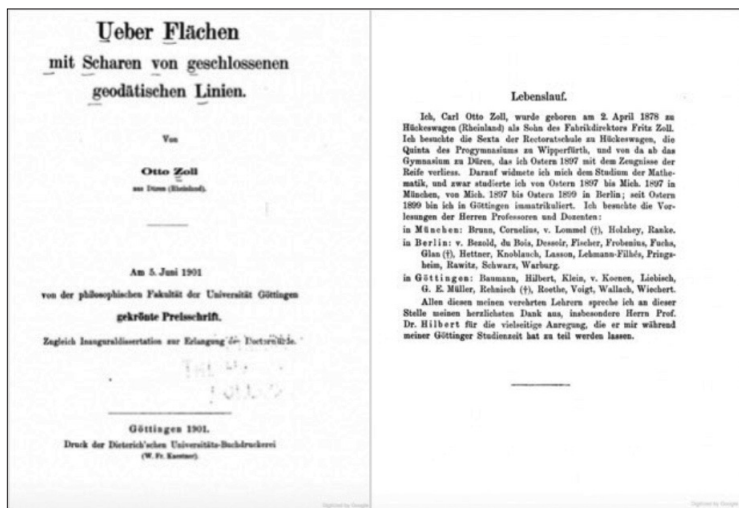 Ueber Flächen
mit Scharen von geschlossenen
geodätischen Linien.
Von
Otto Zoll
aus Düren (Rheinland).
Am 5. Juni 1901
von der philosophischen Fakultät der Universität Göttingen
gekrönte Preisschrift.
Zugleich Inauguraldissertation zur Erlangung der Doctorwürde.
Göttingen 1901.
Druck der Dieterich'schen Universitäts-Buchdruckerei
(W. Fr. Kaestner).
Digitized by Google
Lebenslauf.
Ich, Carl Otto Zoll, wurde geboren am 2. April 1878 zu
Hückeswagen (Rheinland) als Sohn des Fabrikdirektors Fritz Zoll.
Ich besuchte die Sexta der Rectoratschule zu Hückeswagen, die
Quinta des Progymnasiums zu Wipperfürth, und von da ab das
Gymnasium zu Düren, das ich Ostern 1897 mit dem Zeugnisse der
Reife verliess. Darauf widmete ich mich dem Studium der Mathe-
matik, und zwar studierte ich von Ostern 1897 bis Mich. 1897 in
München, von Mich. 1897 bis Ostern 1899 in Berlin; seit Ostern
1899 bin ich in Göttingen immatrikuliert. Ich besuchte die Vor-
lesungen der Herren Professoren und Dozenten:
in München: Brunn, Cornelius, v. Lommel (†), Holzhey, Ranke.
in Berlin: v. Bezold, du Bois, Dessoir, Fischer, Frobenius, Fuchs,
Glan (†), Hettner, Knoblauch, Lasson, Lehmann-Filhés, Prings-
heim, Rawitz, Schwarz, Warburg.
in Göttingen: Baumann, Hilbert, Klein, v. Koenen, Liebisch,
G. E. Müller, Rehnisch (†), Roethe, Voigt, Wallach, Wiechert.
Allen diesen meinen verehrten Lehrern spreche ich an dieser
Stelle meinen herzlichsten Dank aus, insbesondere Herrn Prof.
Dr. Hilbert für die vielseitige Anregung, die er mir während
meiner Göttinger Studienzeit hat zu teil werden lassen.
Digitized by Google